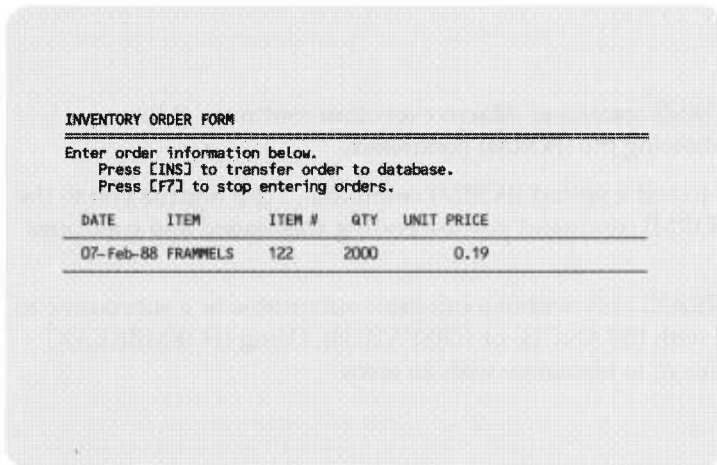 INVENTORY ORDER FORM
Enter order information below.
Press [INS] to transfer order to database.
Press [F7] to stop entering orders.
DATE ITEM ITEM # QTY UNIT PRICE
07-Feb-88 FRAMMELS 122 2000 0.19